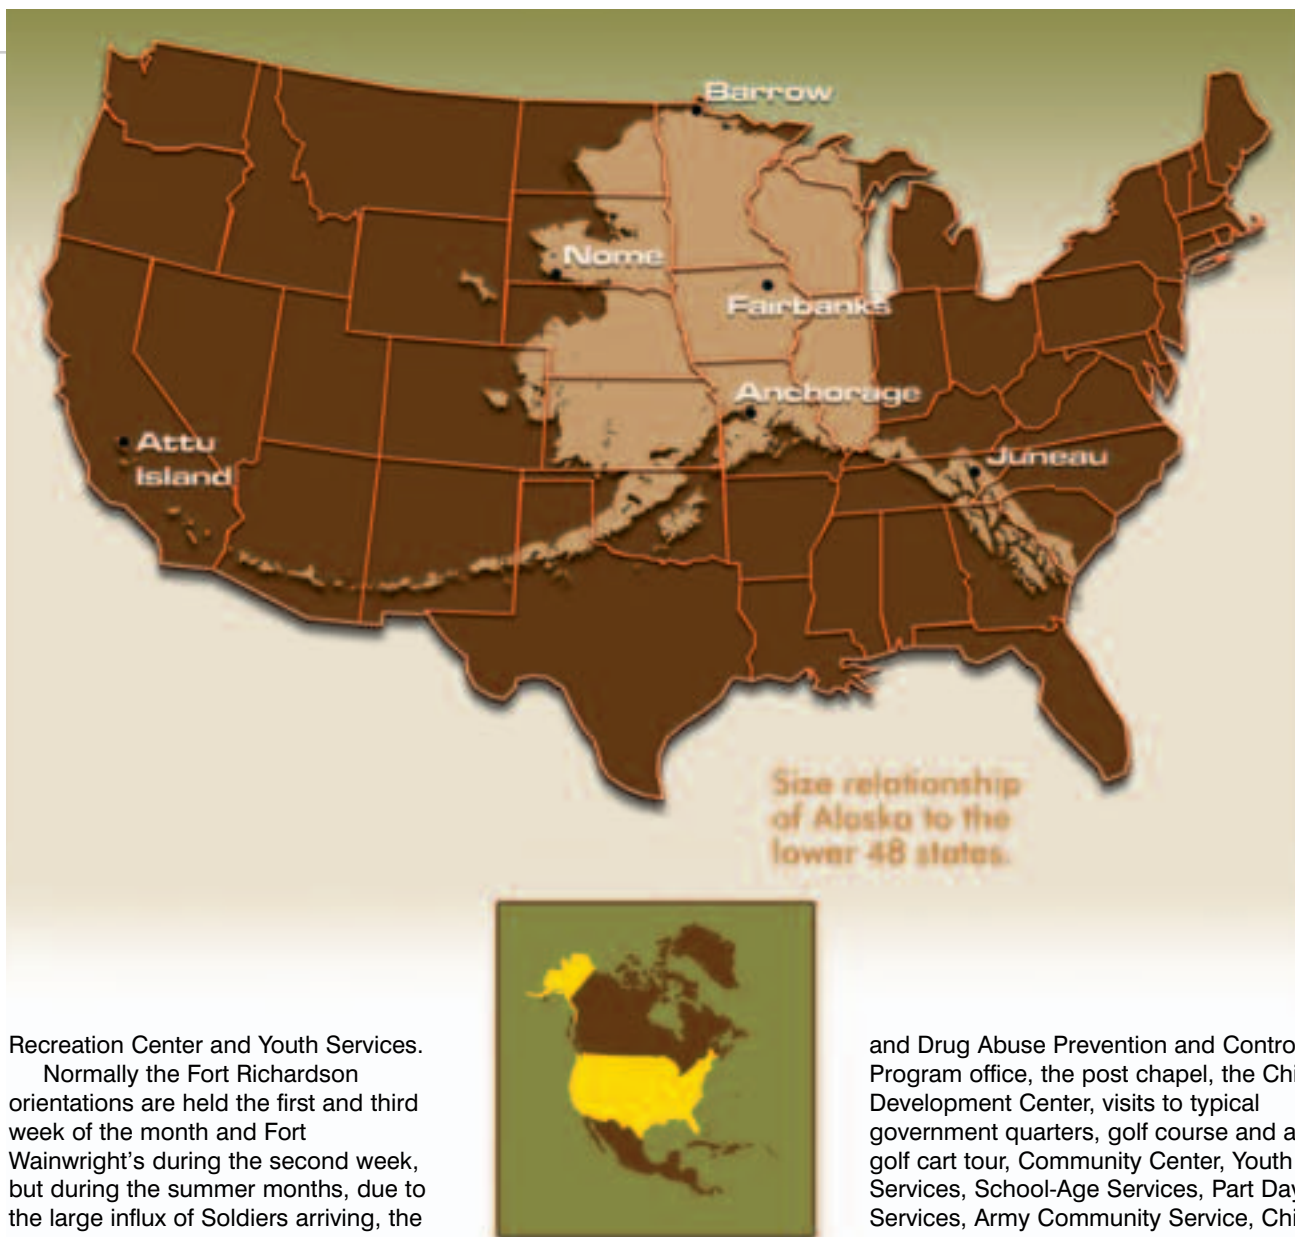 Barrow
Nome
Fairbanks
Anchorage
Attu
Island
Juneau
Size relationship
of Alaska to the
lower 48 states.
Recreation Center and Youth Services.
Normally the Fort Richardson
orientations are held the first and third
week of the month and Fort
Wainwright's during the second week,
but during the summer months, due to
the large influx of Soldiers arriving, the
and Drug Abuse Prevention and Contro
Program office, the post chapel, the Chi
Development Center, visits to typical
government quarters, golf course and a
golf cart tour, Community Center, Youth
Services, School-Age Services, Part Day
Services, Army Community Service, Chi